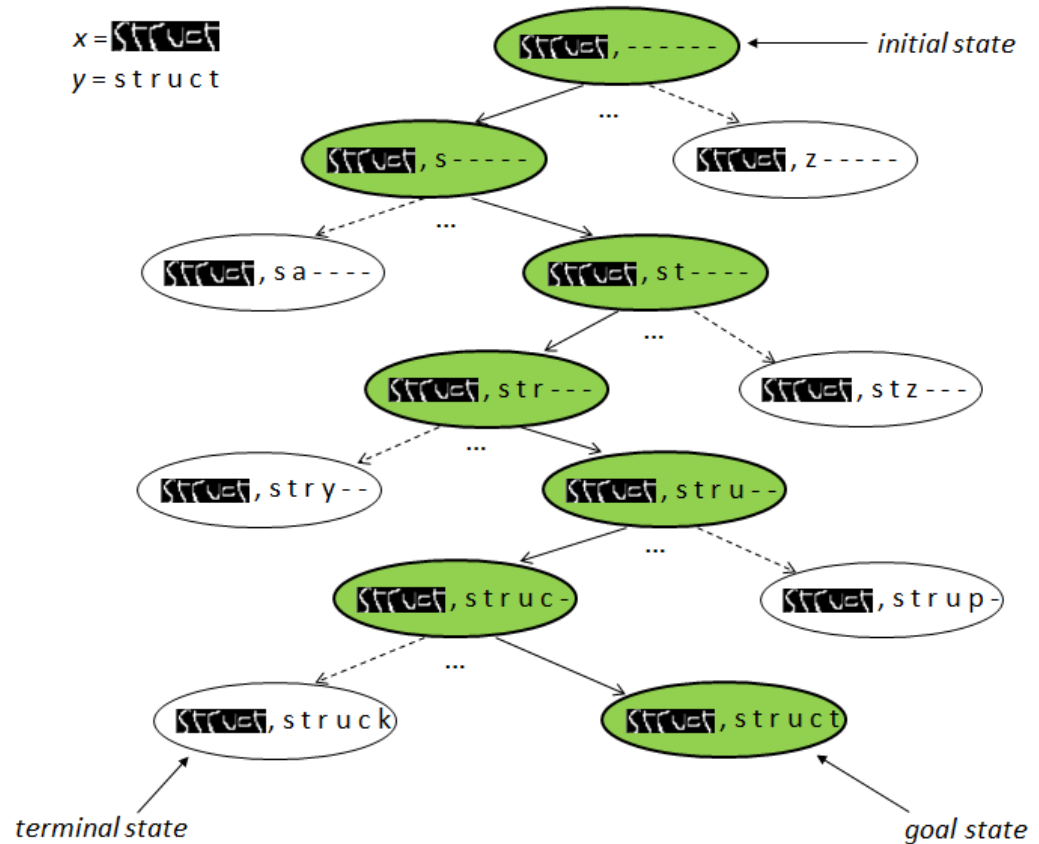 x = struct
y = s t r u c t
struct , - - - - - -
initial state
...
struct , s - - - - -
struct , z - - - - -
...
struct , s a - - - -
struct , s t - - - -
...
struct , s t r - - -
struct , s t z - - -
...
struct , s t r y - -
struct , s t r u - -
...
struct , s t r u c -
struct , s t r u p -
...
struct , s t r u c k
struct , s t r u c t
terminal state
goal state